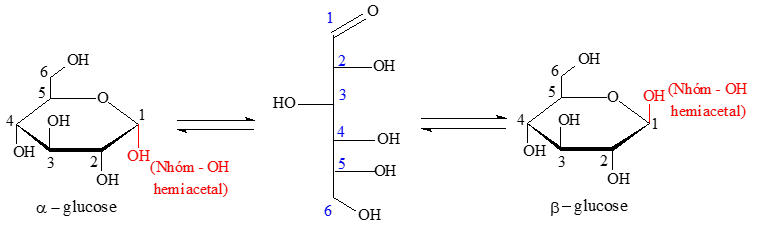 OH
6
5
O
4
OH
1
OH
3
2
OH
OH
(Nhóm - OH
hemiacetal)
α – glucose
1
O
2
OH
HO
3
4
OH
5
OH
6
OH
OH
6
5
O
OH
(Nhóm - OH
hemiacetal)
4
OH
1
OH
3
2
OH
β – glucose